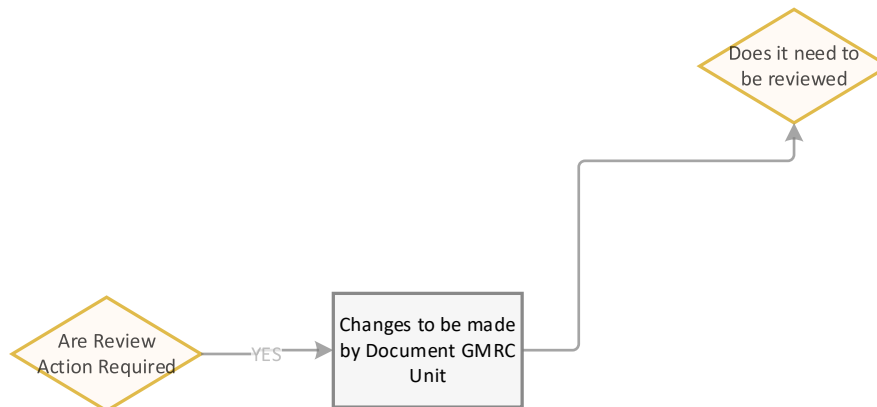 Does it need to
be reviewed
Are Review
Action Required
YES
Changes to be made
by Document GMRC
Unit